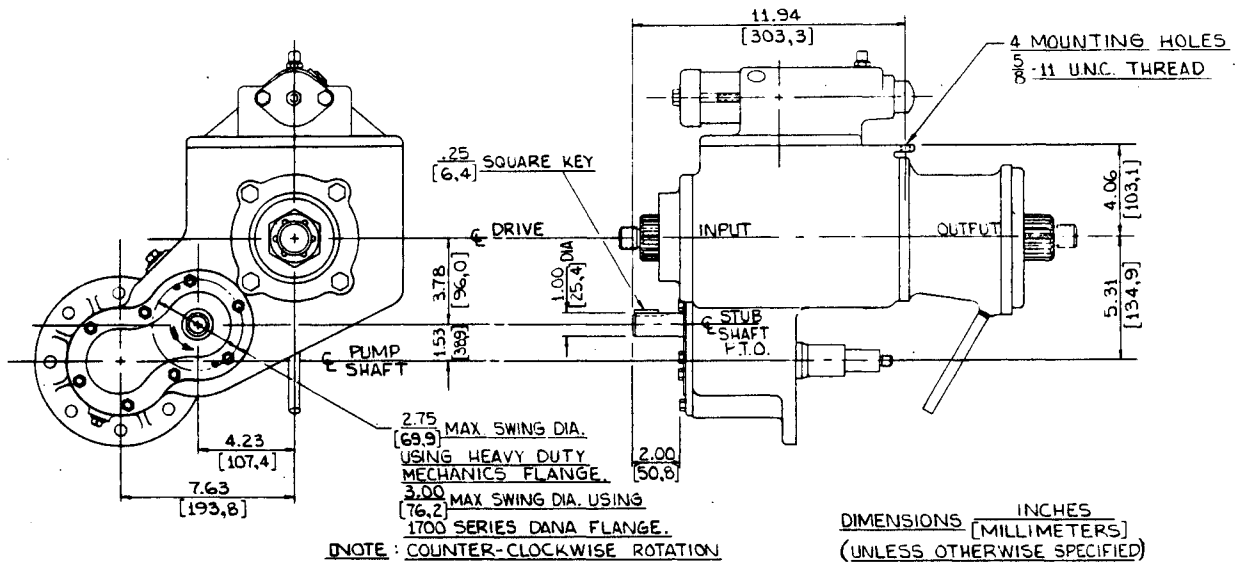 11.94
[303,3]
4 MOUNTING HOLES
5/8-11 U.N.C. THREAD
.25
[6,4] SQUARE KEY
4.06
[103,1]
℄ DRIVE
INPUT
OUTPUT
3.78
[96,0]
1.00 DIA
[25,4]
5.31
[134,9]
℄ STUB
SHAFT
P.T.O.
1.53
[38,9]
℄ PUMP
SHAFT
4.23
[107,4]
7.63
[193,8]
2.75
[69,9] MAX. SWING DIA.
USING HEAVY DUTY
MECHANICS FLANGE.
3.00
[76,2] MAX SWING DIA. USING
1700 SERIES DANA FLANGE.
2.00
[50,8]
NOTE : COUNTER-CLOCKWISE ROTATION
DIMENSIONS INCHES
[MILLIMETERS]
(UNLESS OTHERWISE SPECIFIED)